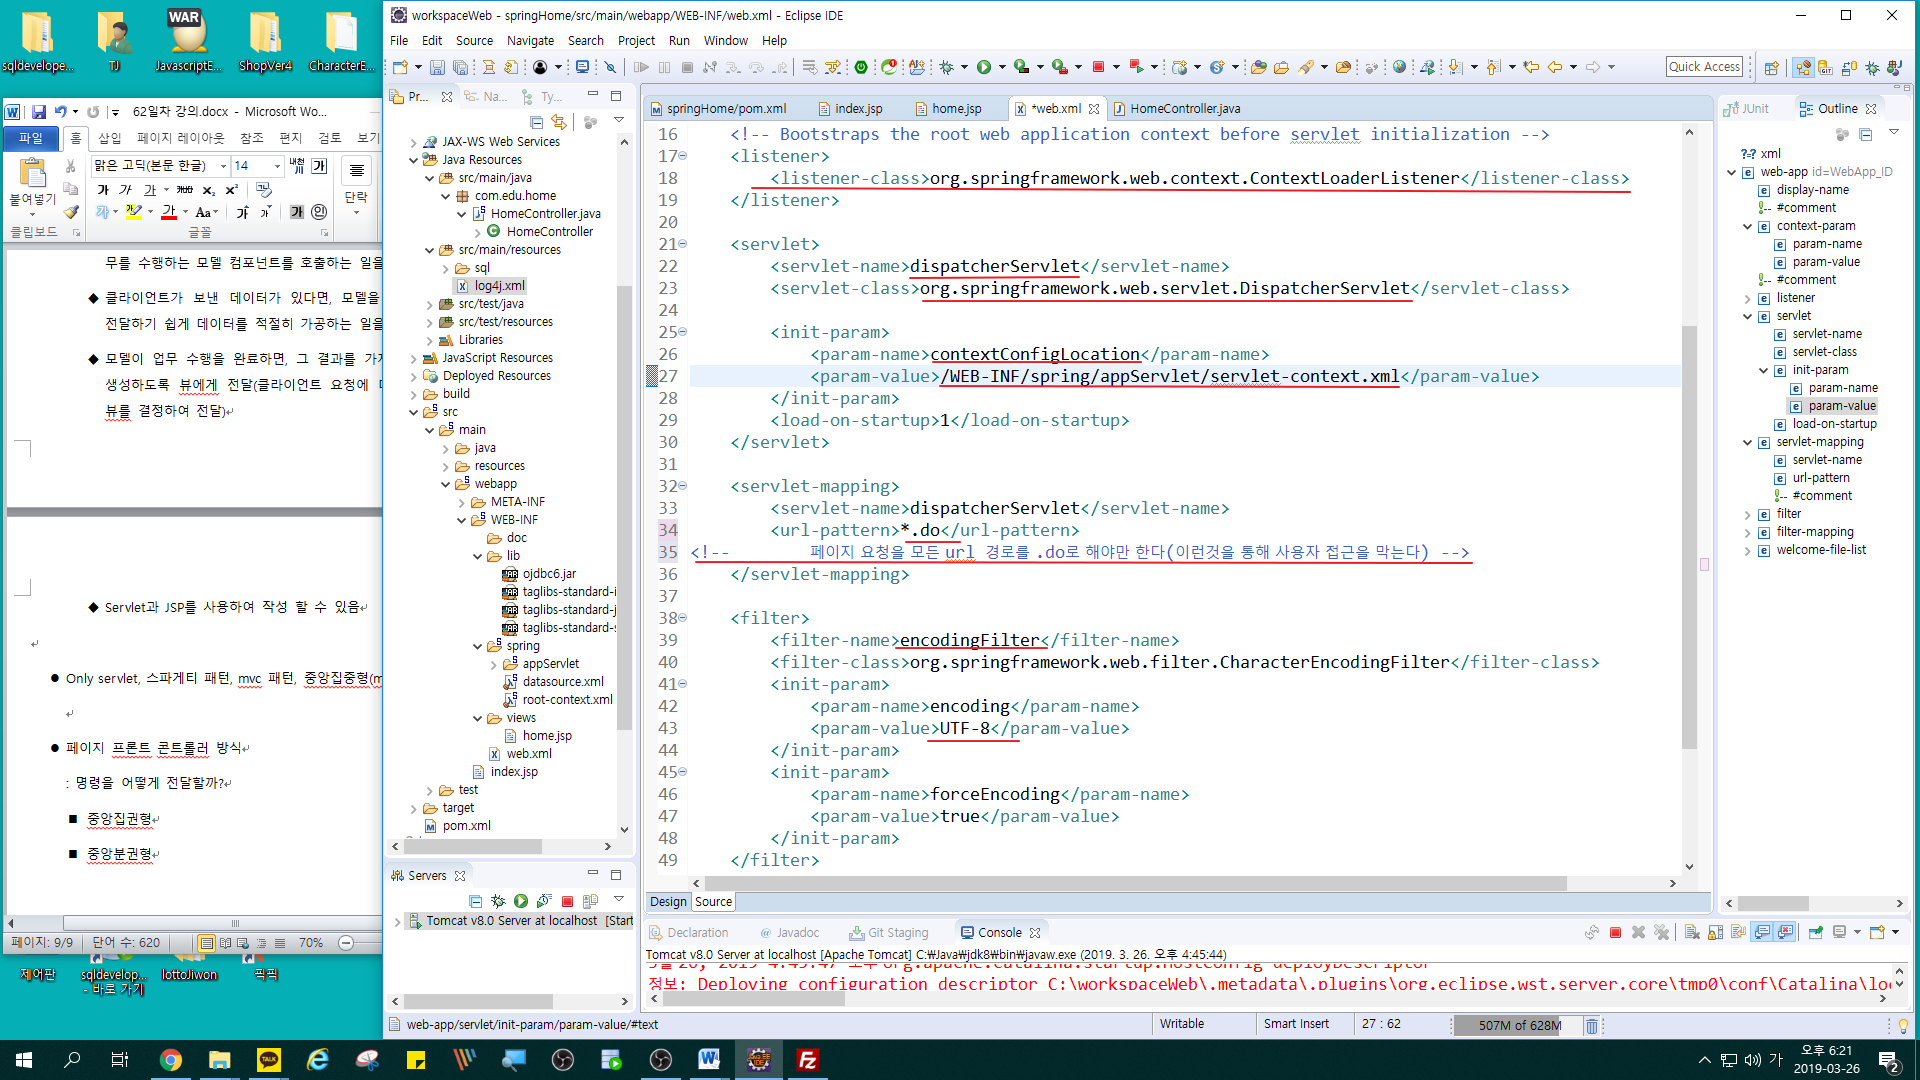 sqldevelope...
TJ
WAR
JavascriptE...
ShopVer4
CharacterE...
62일차 강의.docx - Microsoft Wo...
파일
홈
삽입
페이지 레이아웃
참조
편지
검토
보기
맑은 고딕(본문 한글)
14
붙여넣기
단락
클립보드
글꼴
무를 수행하는 모델 컴포넌트를 호출하는 일을
◆ 클라이언트가 보낸 데이터가 있다면, 모델을
전달하기 쉽게 데이터를 적절히 가공하는 일을
◆ 모델이 업무 수행을 완료하면, 그 결과를 가지
생성하도록 뷰에게 전달(클라이언트 요청에 대
뷰를 결정하여 전달)
◆ Servlet과 JSP를 사용하여 작성 할 수 있음
● Only servlet, 스파게티 패턴, mvc 패턴, 중앙집중형(m
● 페이지 프론트 콘트롤러 방식
: 명령을 어떻게 전달할까?
■ 중앙집권형
■ 중앙분권형
페이지: 9/9
단어 수: 620
70%
제어판
sqldevelop...
- 바로 가기
lottoJiwon
픽픽
workspaceWeb - springHome/src/main/webapp/WEB-INF/web.xml - Eclipse IDE
File Edit Source Navigate Search Project Run Window Help
Quick Access
Pr...
Na...
Ty...
JAX-WS Web Services
Java Resources
src/main/java
com.edu.home
HomeController.java
HomeController
src/main/resources
sql
log4j.xml
src/test/java
src/test/resources
Libraries
JavaScript Resources
Deployed Resources
build
src
main
java
resources
webapp
META-INF
WEB-INF
doc
lib
ojdbc6.jar
taglibs-standard-i
taglibs-standard-j
taglibs-standard-s
spring
appServlet
datasource.xml
root-context.xml
views
home.jsp
web.xml
index.jsp
test
target
pom.xml
Servers
Tomcat v8.0 Server at localhost [Start
springHome/pom.xml
index.jsp
home.jsp
*web.xml
HomeController.java
16 <!-- Bootstraps the root web application context before servlet initialization -->
17 <listener>
18 <listener-class>org.springframework.web.context.ContextLoaderListener</listener-class>
19 </listener>
20
21 <servlet>
22 <servlet-name>dispatcherServlet</servlet-name>
23 <servlet-class>org.springframework.web.servlet.DispatcherServlet</servlet-class>
24
25 <init-param>
26 <param-name>contextConfigLocation</param-name>
27 <param-value>/WEB-INF/spring/appServlet/servlet-context.xml</param-value>
28 </init-param>
29 <load-on-startup>1</load-on-startup>
30 </servlet>
31
32 <servlet-mapping>
33 <servlet-name>dispatcherServlet</servlet-name>
34 <url-pattern>*.do</url-pattern>
35 <!-- 페이지 요청을 모든 url 경로를 .do로 해야만 한다(이런것을 통해 사용자 접근을 막는다) -->
36 </servlet-mapping>
37
38 <filter>
39 <filter-name>encodingFilter</filter-name>
40 <filter-class>org.springframework.web.filter.CharacterEncodingFilter</filter-class>
41 <init-param>
42 <param-name>encoding</param-name>
43 <param-value>UTF-8</param-value>
44 </init-param>
45 <init-param>
46 <param-name>forceEncoding</param-name>
47 <param-value>true</param-value>
48 </init-param>
49 </filter>
Design Source
Declaration
Javadoc
Git Staging
Console
Tomcat v8.0 Server at localhost [Apache Tomcat] C:₩Java₩jdk8₩bin₩javaw.exe (2019. 3. 26. 오후 4:45:44)
3월 26, 2019 4:45:47 오후 org.apache.catalina.startup.HostConfig deployDescriptor
정보: Deploying configuration descriptor C:\workspaceWeb\.metadata\.plugins\org.eclipse.wst.server.core\tmp0\conf\Catalina\loc
web-app/servlet/init-param/param-value/#text
Writable
Smart Insert
27 : 62
507M of 628M
JUnit
Outline
xml
web-app id=WebApp_ID
display-name
#comment
context-param
param-name
param-value
#comment
listener
servlet
servlet-name
servlet-class
init-param
param-name
param-value
load-on-startup
servlet-mapping
servlet-name
url-pattern
#comment
filter
filter-mapping
welcome-file-list
TALK
가
오후 6:21
2019-03-26
2